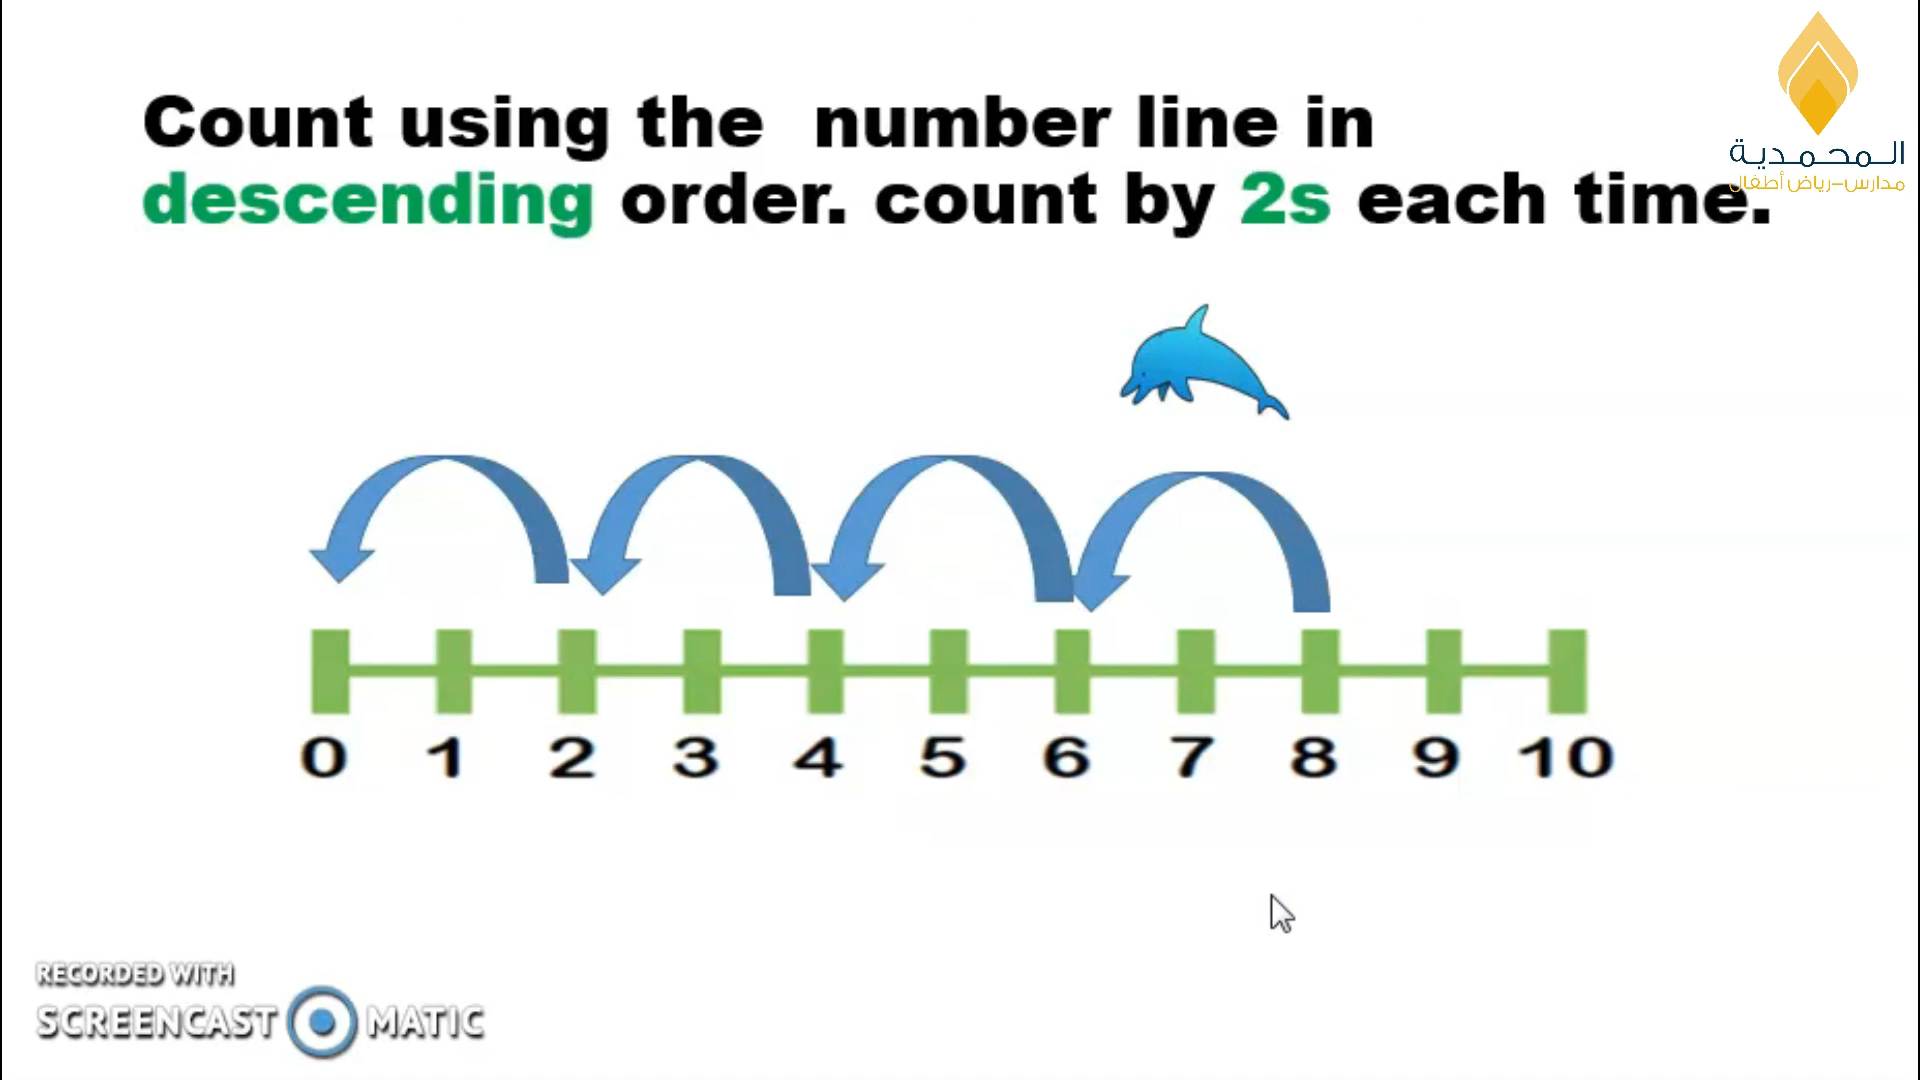 Count using the number line in
descending order. count by 2s each time.
المحمدية
مدارس-رياض أطفال
0 1 2 3 4 5 6 7 8 9 10
RECORDED WITH
SCREENCAST MATIC